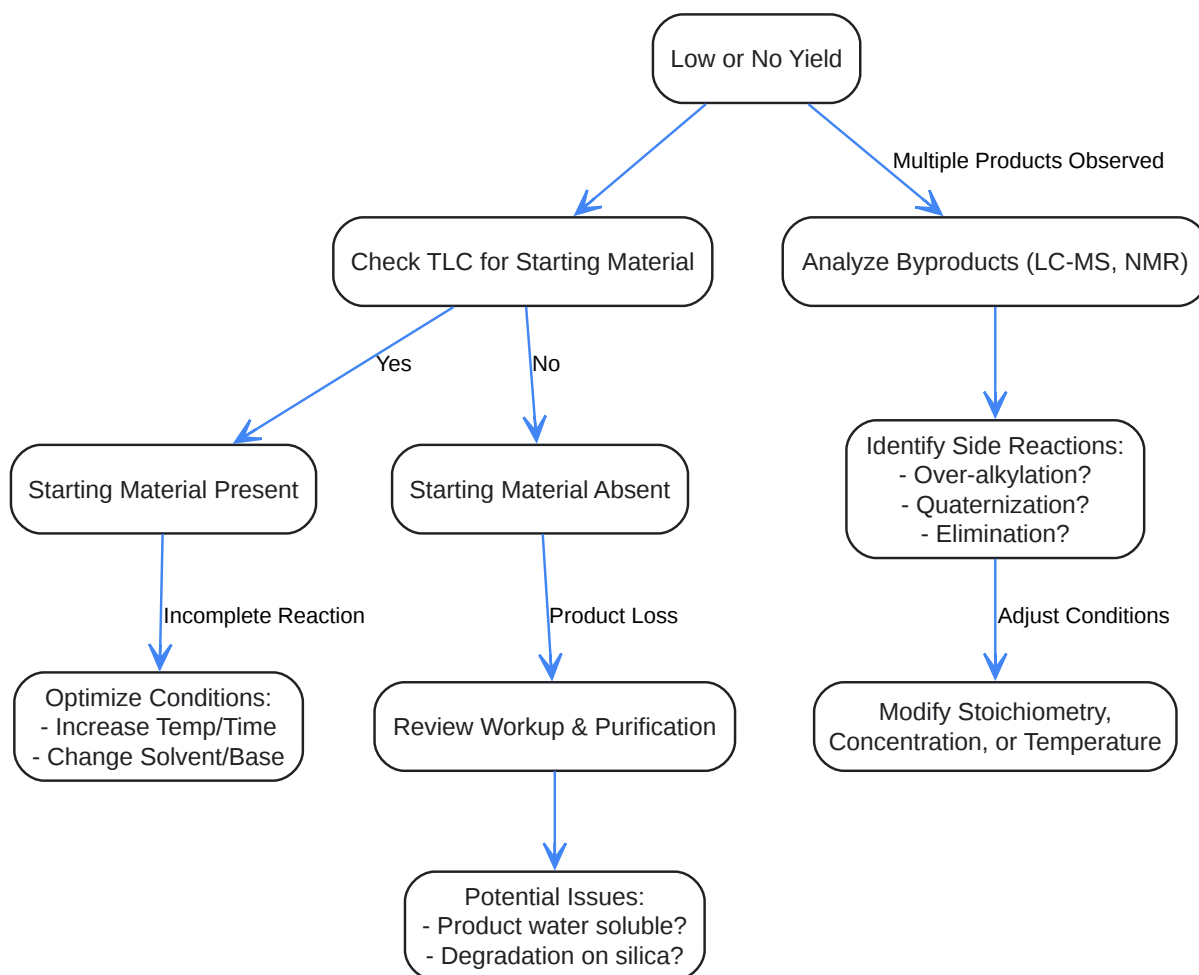 Low or No Yield
Multiple Products Observed
Check TLC for Starting Material
Analyze Byproducts (LC-MS, NMR)
Yes
No
Starting Material Present
Starting Material Absent
Identify Side Reactions:
- Over-alkylation?
- Quaternization?
- Elimination?
Incomplete Reaction
Product Loss
Adjust Conditions
Optimize Conditions:
- Increase Temp/Time
- Change Solvent/Base
Review Workup & Purification
Modify Stoichiometry,
Concentration, or Temperature
Potential Issues:
- Product water soluble?
- Degradation on silica?